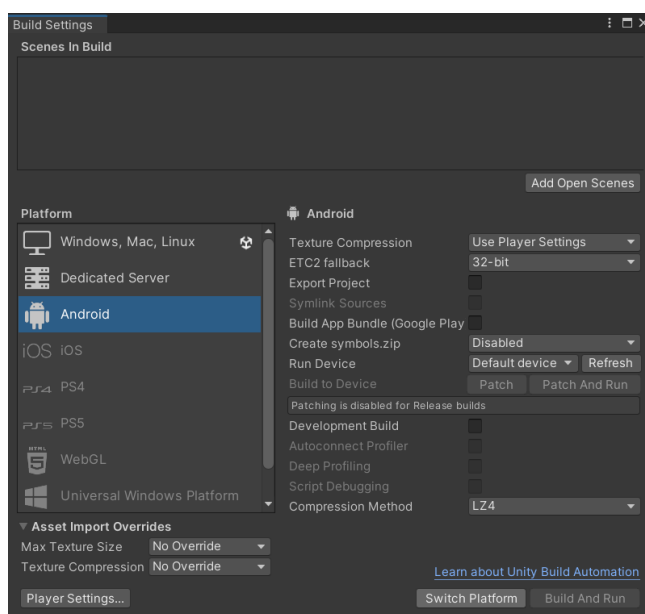 Build Settings
Scenes In Build
Add Open Scenes
Platform
Windows, Mac, Linux
Dedicated Server
Android
iOS iOS
PS4 PS4
PS5 PS5
HTML
5
WebGL
Universal Windows Platform
Android
Texture Compression Use Player Settings
ETC2 fallback 32-bit
Export Project
Symlink Sources
Build App Bundle (Google Play
Create symbols.zip Disabled
Run Device Default device Refresh
Build to Device Patch Patch And Run
Patching is disabled for Release builds
Development Build
Autoconnect Profiler
Deep Profiling
Script Debugging
Compression Method LZ4
Asset Import Overrides
Max Texture Size No Override
Texture Compression No Override
Learn about Unity Build Automation
Player Settings... Switch Platform Build And Run